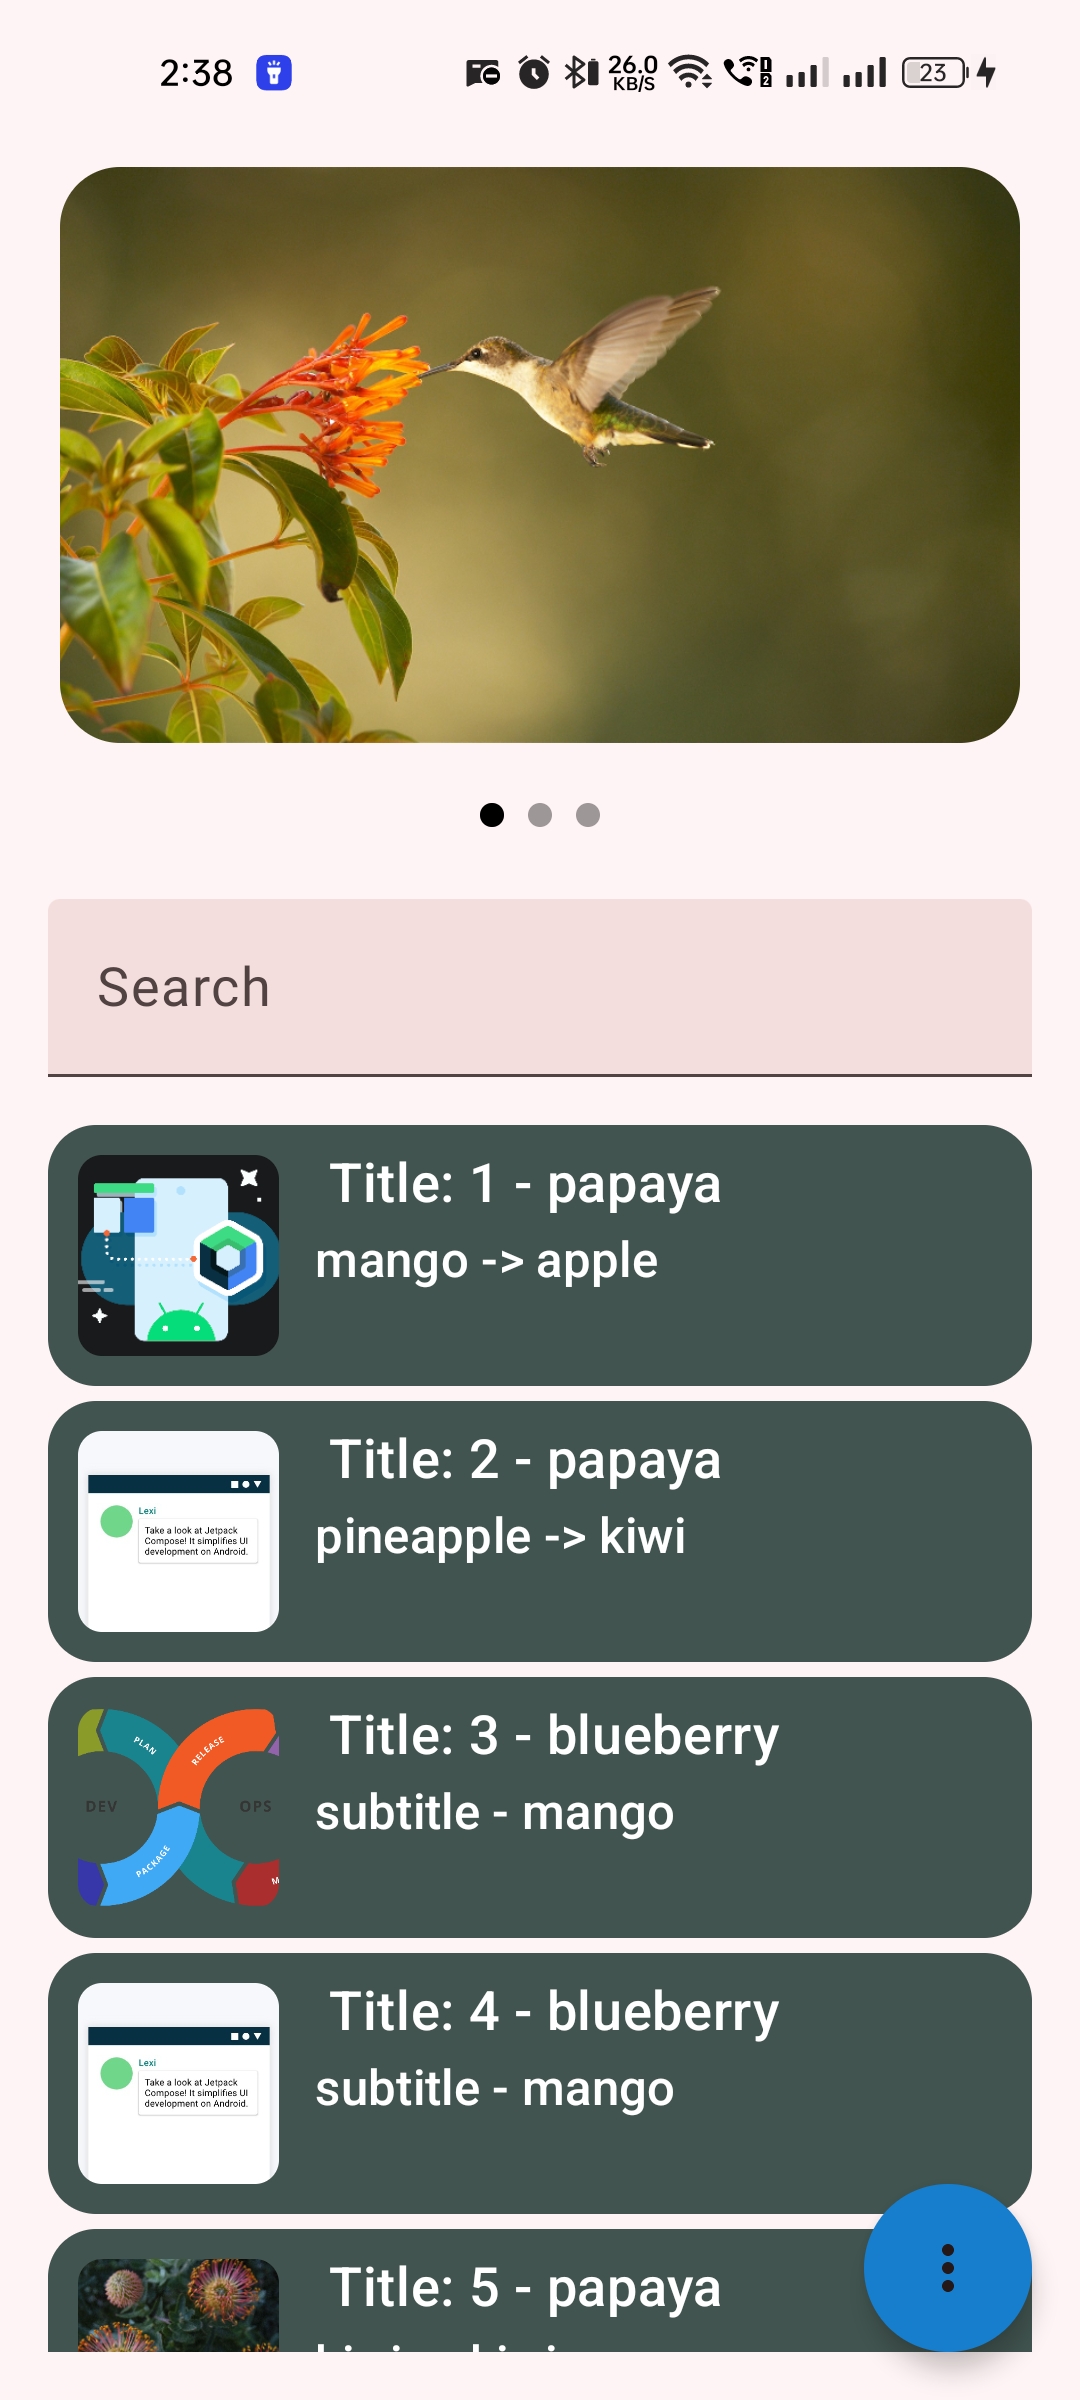 2:38
26.0
KB/S
1
2
23
Search
Title: 1 - papaya
mango -> apple
Title: 2 - papaya
pineapple -> kiwi
Lexi
Take a look at Jetpack
Compose! It simplifies UI
development on Android.
Title: 3 - blueberry
subtitle - mango
PLAN
RELEASE
DEV
OPS
PACKAGE
M
Title: 4 - blueberry
subtitle - mango
Lexi
Take a look at Jetpack
Compose! It simplifies UI
development on Android.
Title: 5 - papaya